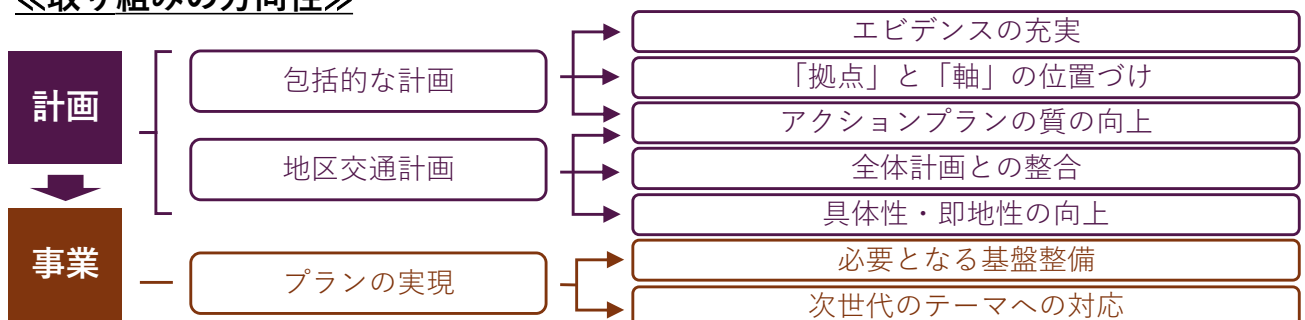 ≪取り組みの方向性≫
計画
包括的な計画
エビデンスの充実
「拠点」と「軸」の位置づけ
アクションプランの質の向上
地区交通計画
全体計画との整合
具体性・即地性の向上
事業
プランの実現
必要となる基盤整備
次世代のテーマへの対応